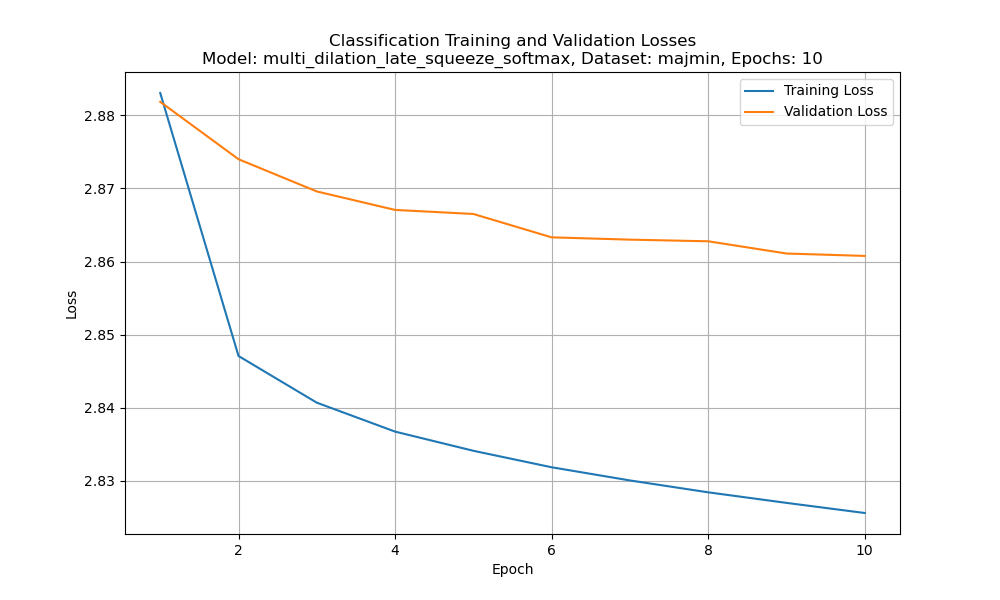 Classification Training and Validation Losses
Model: multi_dilation_late_squeeze_softmax, Dataset: majmin, Epochs: 10
Training Loss
Validation Loss
2.88
2.87
2.86
2.85
2.84
2.83
Loss
2 4 6 8 10
Epoch